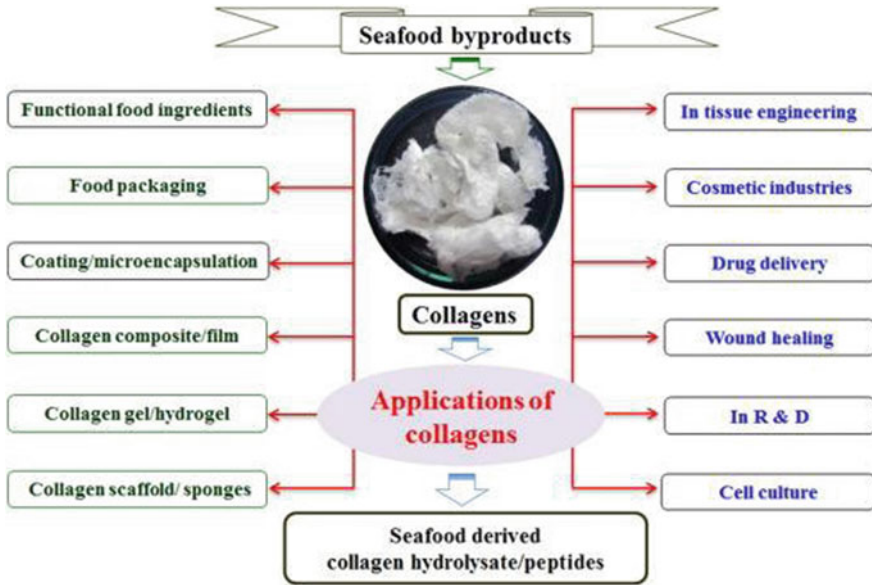 Seafood byproducts
Functional food ingredients
Food packaging
Coating/microencapsulation
Collagen composite/film
Collagen gel/hydrogel
Collagen scaffold/ sponges
Collagens
Applications of
collagens
Seafood derived
collagen hydrolysate/peptides
In tissue engineering
Cosmetic industries
Drug delivery
Wound healing
In R & D
Cell culture